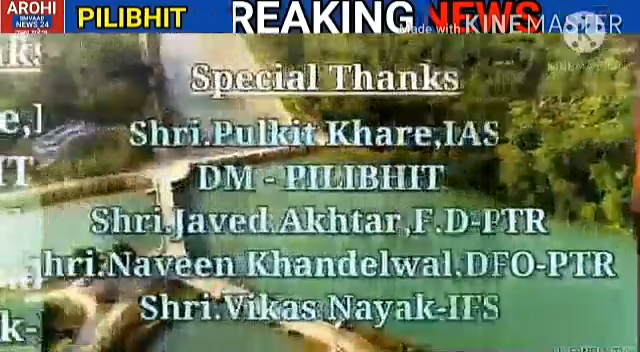 AROHI
NEWS 24
PILIBHIT
REAKING NEWS
Made with KINEMASTER
Special Thanks
Shri.Pulkit Khare,IAS
DM - PILIBHIT
Shri.Javed Akhtar,F.D-PTR
hri.Naveen Khandelwal.DFO-PTR
Shri.Vikas Nayak-IFS
e,I
k-